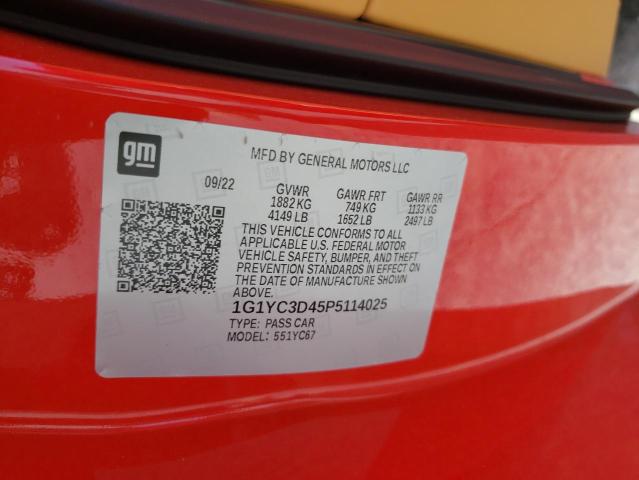 gm
MFD BY GENERAL MOTORS LLC
09/22 GVWR GAWR FRT GAWR RR
1882 KG 749 KG 1133 KG
4149 LB 1652 LB 2497 LB
THIS VEHICLE CONFORMS TO ALL
APPLICABLE U.S. FEDERAL MOTOR
VEHICLE SAFETY, BUMPER, AND THEFT
PREVENTION STANDARDS IN EFFECT ON
THE DATE OF MANUFACTURE SHOWN
ABOVE.
1G1YC3D45P5114025
TYPE: PASS CAR
MODEL: 551YC67